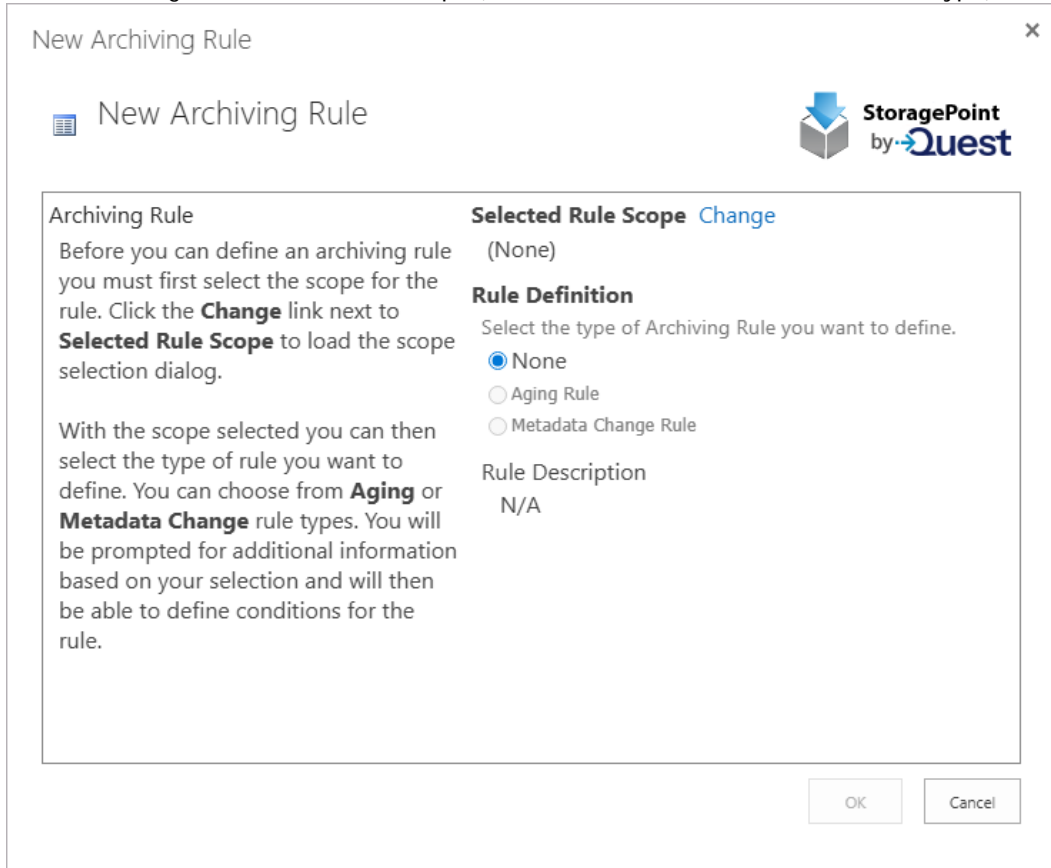 New Archiving Rule
New Archiving Rule
StoragePoint
by Quest
Archiving Rule
Before you can define an archiving rule
you must first select the scope for the
rule. Click the Change link next to
Selected Rule Scope to load the scope
selection dialog.
With the scope selected you can then
select the type of rule you want to
define. You can choose from Aging or
Metadata Change rule types. You will
be prompted for additional information
based on your selection and will then
be able to define conditions for the
rule.
Selected Rule Scope Change
(None)
Rule Definition
Select the type of Archiving Rule you want to define.
None
Aging Rule
Metadata Change Rule
Rule Description
N/A
OK Cancel